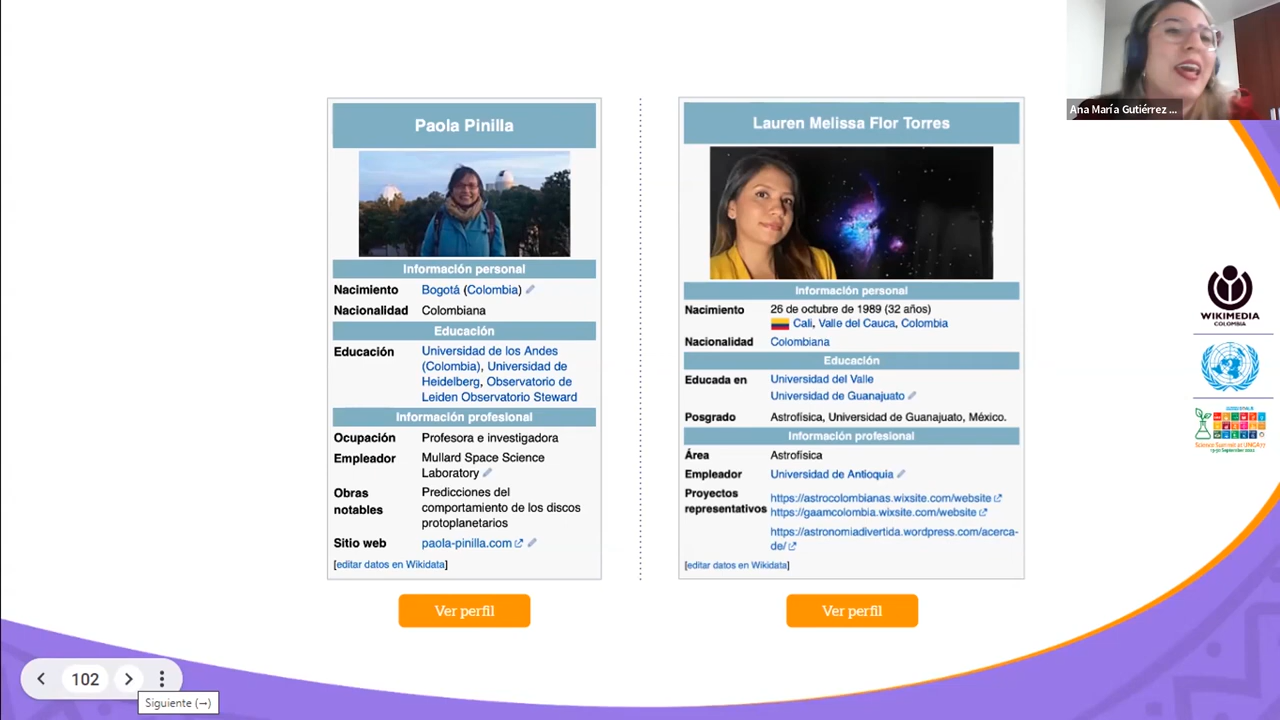 Ana María Gutiérrez ...
Paola Pinilla
Información personal
Nacimiento Bogotá (Colombia)
Nacionalidad Colombiana
Educación
Educación Universidad de los Andes
(Colombia), Universidad de
Heidelberg, Observatorio de
Leiden Observatorio Steward
Información profesional
Ocupación Profesora e investigadora
Empleador Mullard Space Science
Laboratory
Obras notables Predicciones del
comportamiento de los discos
protoplanetarios
Sitio web paola-pinilla.com
[editar datos en Wikidata]
Ver perfil
Lauren Melissa Flor Torres
Información personal
Nacimiento 26 de octubre de 1989 (32 años)
Cali, Valle del Cauca, Colombia
Nacionalidad Colombiana
Educación
Educada en Universidad del Valle
Universidad de Guanajuato
Posgrado Astrofísica, Universidad de Guanajuato, México.
Información profesional
Área Astrofísica
Empleador Universidad de Antioquia
Proyectos representativos https://astrocolombianas.wixsite.com/website
https://gaamcolombia.wixsite.com/website
https://astronomiadivertida.wordpress.com/acerca-
de/
[editar datos en Wikidata]
Ver perfil
WIKIMEDIA
COLOMBIA
Science Summit at UNGA77
102
Siguiente (→)